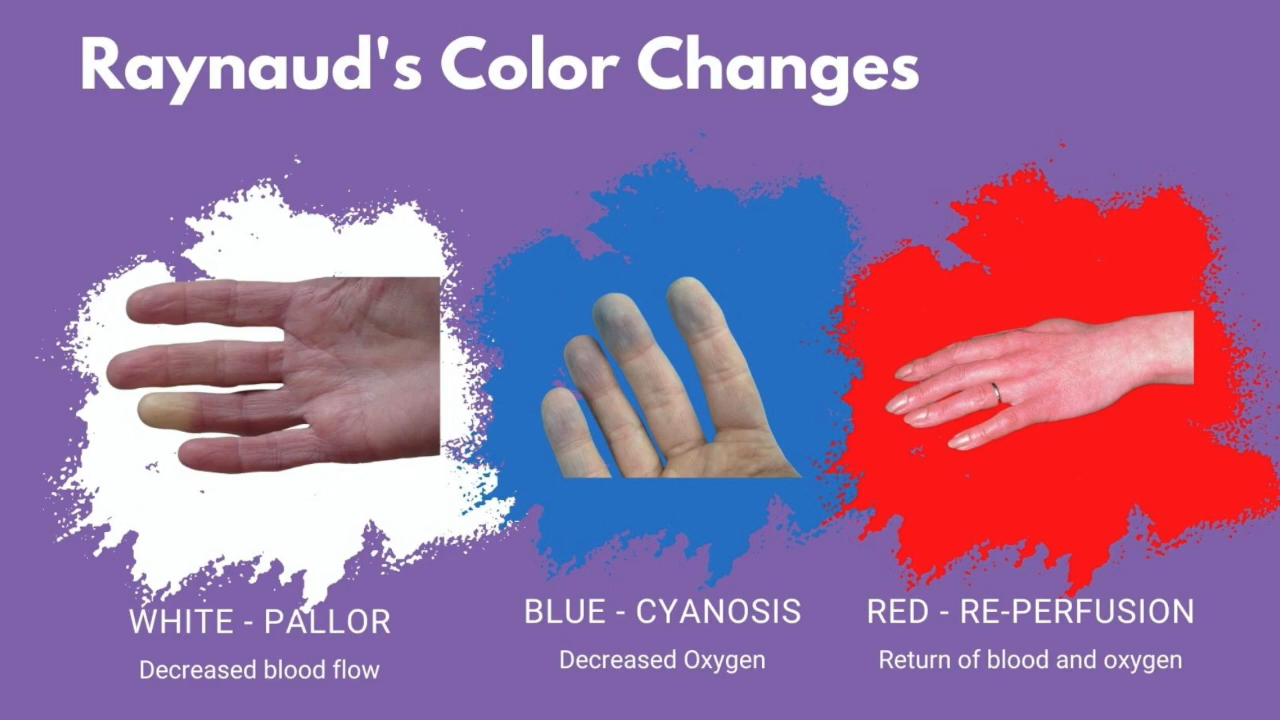 Raynaud's Color Changes
WHITE - PALLOR
Decreased blood flow
BLUE - CYANOSIS
Decreased Oxygen
RED - RE-PERFUSION
Return of blood and oxygen